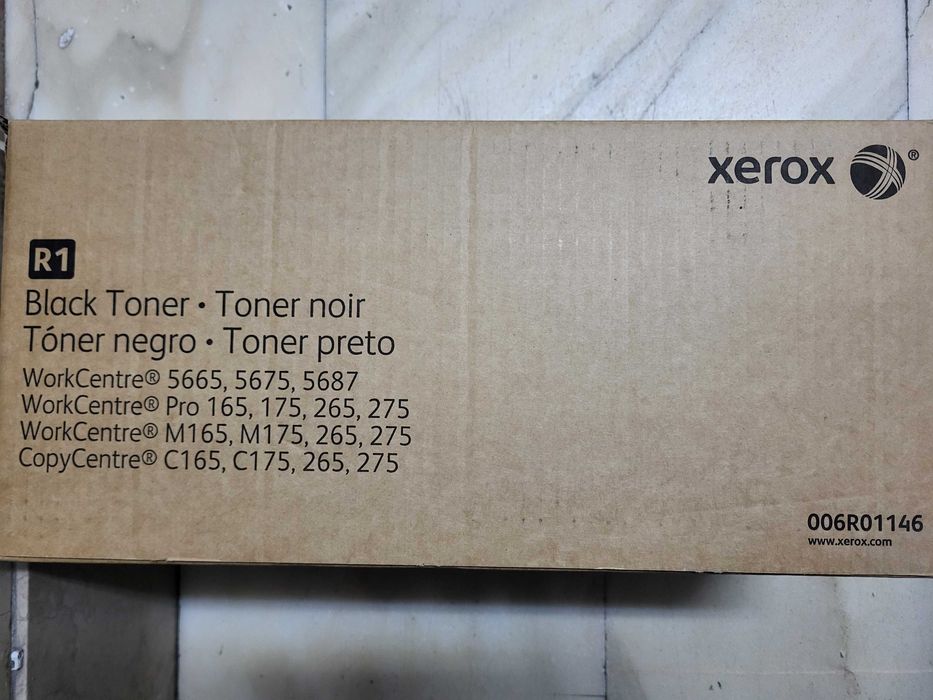 xerox ®
R1
Black Toner • Toner noir
Tóner negro • Toner preto
WorkCentre® 5665, 5675, 5687
WorkCentre® Pro 165, 175, 265, 275
WorkCentre® M165, M175, 265, 275
CopyCentre® C165, C175, 265, 275
006R01146
www.xerox.com